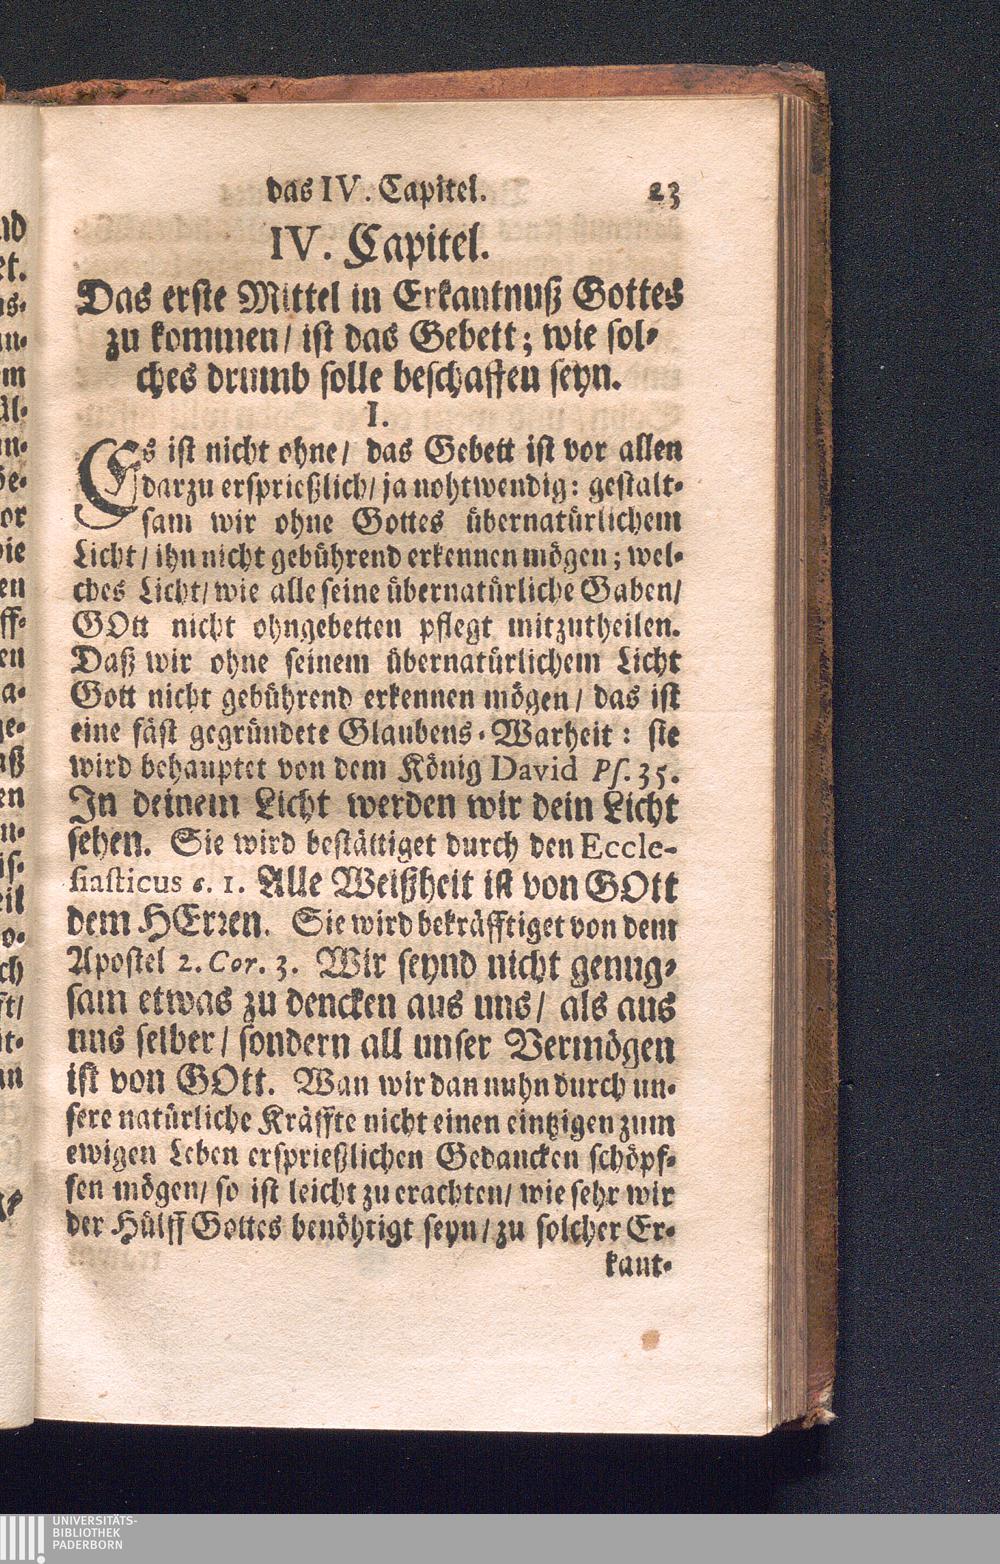 das IV. Capitel. 23
IV. Capitel.
Das erste Mittel in Erkantnuß Gottes
zu kommen/ ist das Gebett; wie sol-
ches drumb solle beschaffen seyn.
I.
Es ist nicht ohne/ das Gebett ist vor allen
darzu ersprießlich/ ja nohtwendig: gestalt-
sam wir ohne Gottes übernatürlichem
Licht/ ihn nicht gebührend erkennen mögen; wel-
ches Licht/ wie alle seine übernatürliche Gaben/
GOtt nicht ohngebetten pflegt mitzutheilen.
Daß wir ohne seinem übernatürlichem Licht
Gott nicht gebührend erkennen mögen/ das ist
eine fäst gegründete Glaubens-Warheit: sie
wird behauptet von dem König David Ps. 35.
In deinem Licht werden wir dein Licht
sehen. Sie wird bestättiget durch den Eccle-
siasticus c. 1. Alle Weißheit ist von GOtt
dem HErren. Sie wird bekräfftiget von dem
Apostel 2. Cor. 3. Wir seynd nicht genug-
sam etwas zu dencken aus uns/ als aus
uns selber/ sondern all unser Vermögen
ist von GOtt. Wan wir dan nuhn durch un-
sere natürliche Kräffte nicht einen eintzigen zum
ewigen Leben ersprießlichen Gedancken schöpf-
fen mögen/ so ist leicht zu erachten/ wie sehr wir
der Hülff Gottes benöhtigt seyn/ zu solcher Er-
kant-
UNIVERSITÄTS-
BIBLIOTHEK
PADERBORN